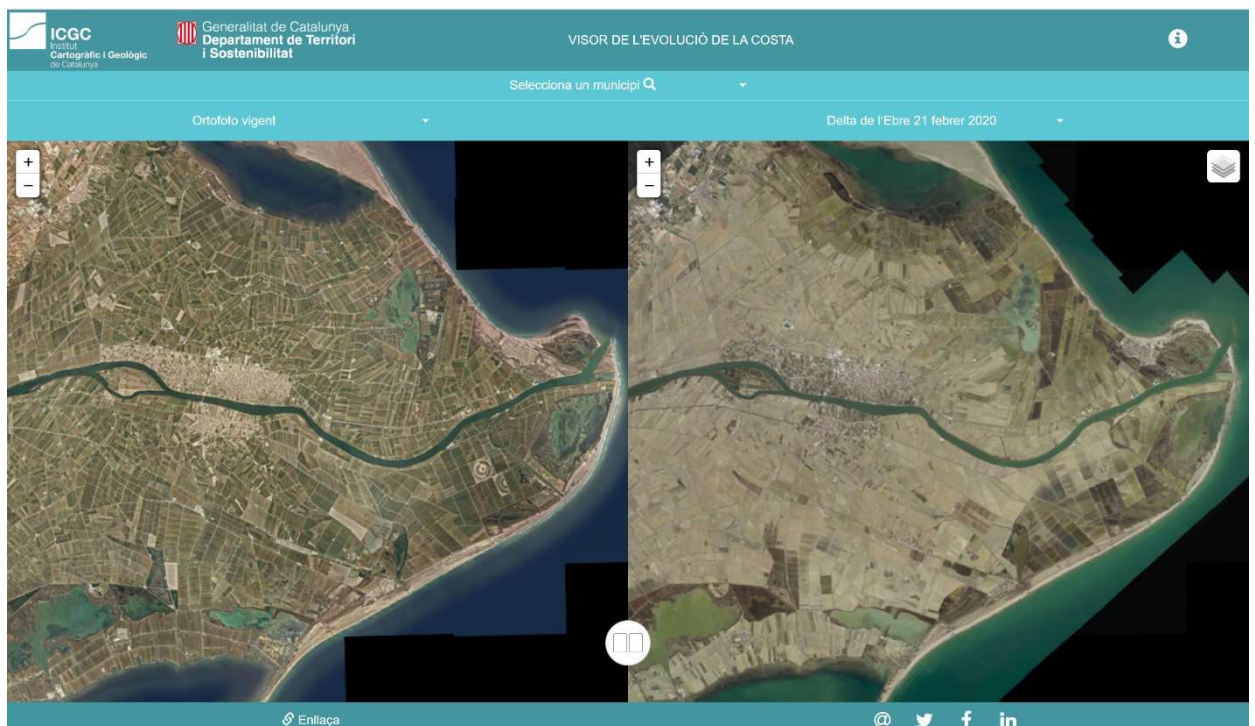 ICGC
Institut
Cartogràfic i Geològic
de Catalunya
Generalitat de Catalunya
Departament de Territori
i Sostenibilitat
VISOR DE L'EVOLUCIÓ DE LA COSTA
Selecciona un municipi
Ortofoto vigent
Delta de l'Ebre 21 febrer 2020
+
−
+
−
Enllaça
@